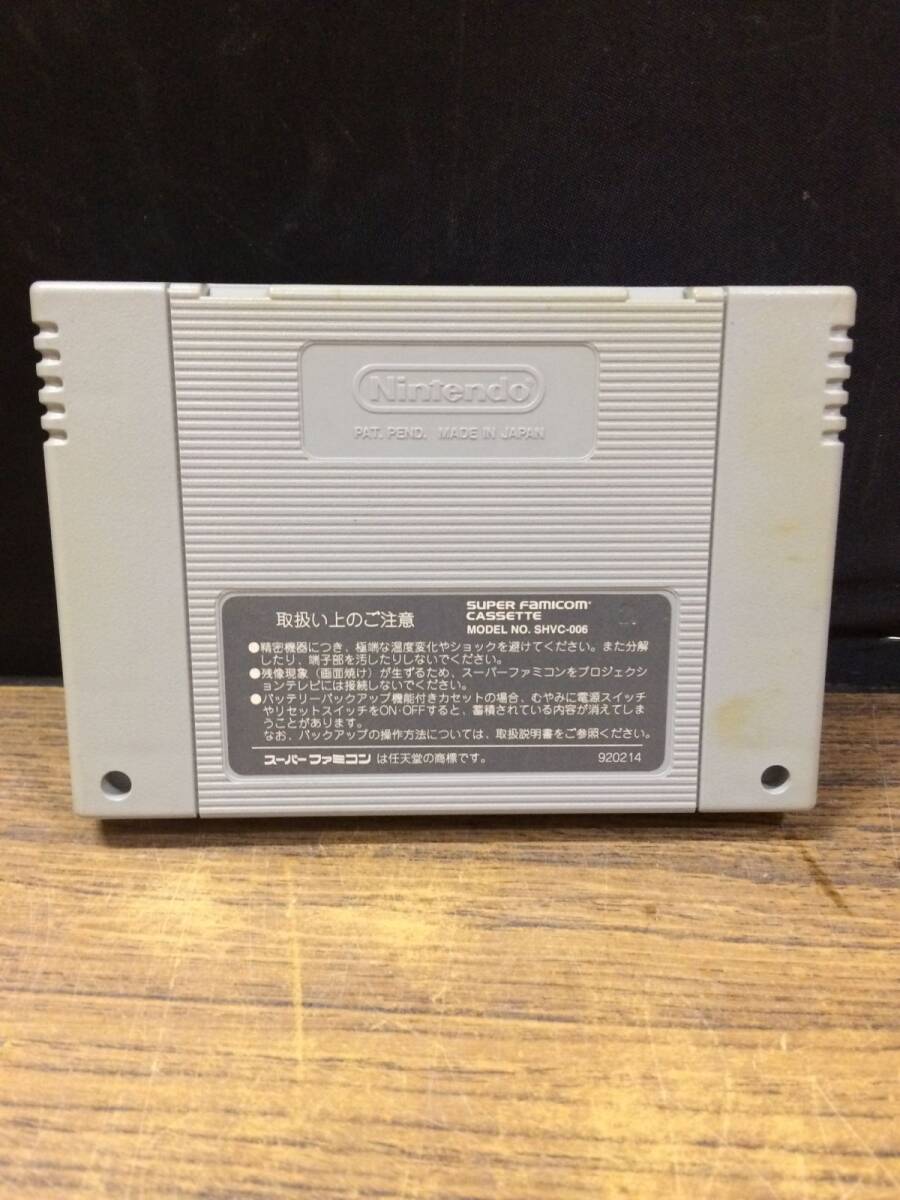 Nintendo
PAT. PEND. MADE IN JAPAN
取扱い上のご注意
SUPER FAMICOM
CASSETTE
MODEL NO. SHVC-006
●精密機器につき、極端な温度変化やショックを避けてください。また分解
したり、端子部を汚したりしないでください。
●残像現象（画面焼け）が生ずるため、スーパーファミコンをプロジェクシ
ョンテレビには接続しないでください。
●バッテリーバックアップ機能付きカセットの場合、むやみに電源スイッチ
やリセットスイッチをON・OFFすると、蓄積されている内容が消えてしま
うことがあります。
なお、バックアップの操作方法については、取扱説明書をご参照ください。
スーパーファミコンは任天堂の商標です。 920214